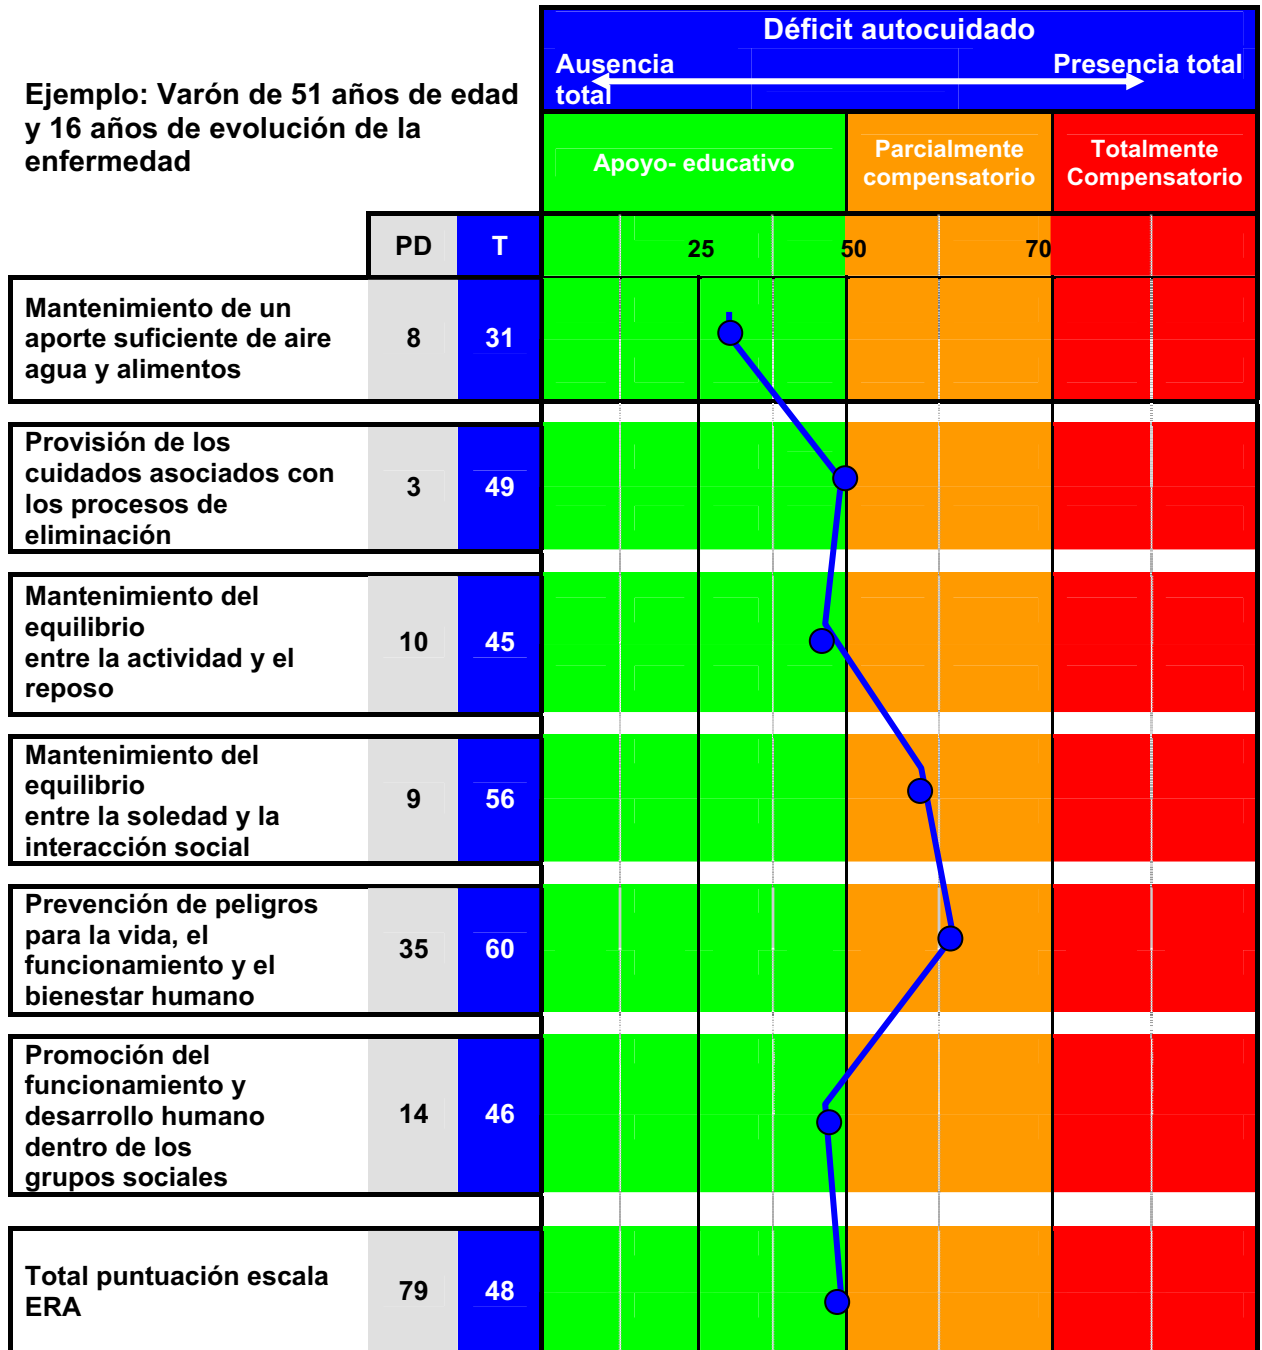 Déficit autocuidado
Ausencia
total
Presencia total
Ejemplo: Varón de 51 años de edad
y 16 años de evolución de la
enfermedad
Apoyo- educativo
Parcialmente
compensatorio
Totalmente
Compensatorio
PD T 25 50 70
Mantenimiento de un
aporte suficiente de aire
agua y alimentos
8 31
Provisión de los
cuidados asociados con
los procesos de
eliminación
3 49
Mantenimiento del
equilibrio
entre la actividad y el
reposo
10 45
Mantenimiento del
equilibrio
entre la soledad y la
interacción social
9 56
Prevención de peligros
para la vida, el
funcionamiento y el
bienestar humano
35 60
Promoción del
funcionamiento y
desarrollo humano
dentro de los
grupos sociales
14 46
Total puntuación escala
ERA
79 48